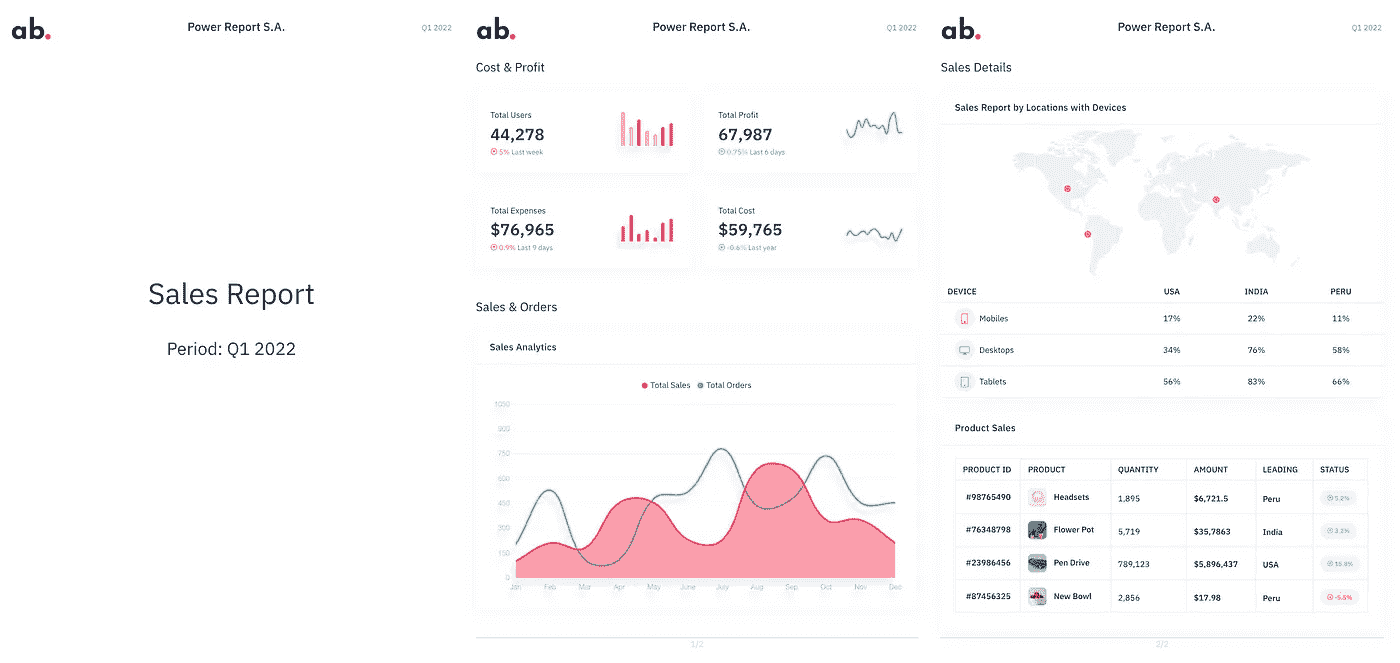 ab.
Power Report S.A.
Q1 2022
Sales Report
Period: Q1 2022
ab.
Power Report S.A.
Q1 2022
Cost & Profit
Total Users
44,278
5% Last week
Total Profit
67,987
0.75% Last 6 days
Total Expenses
$76,965
0.9% Last 9 days
Total Cost
$59,765
-0.6% Last year
Sales & Orders
Sales Analytics
Total Sales Total Orders
1050
900
750
600
450
300
150
0
Jan Feb Mar Apr May June July Aug Sep Oct Nov Dec
1/2
ab.
Power Report S.A.
Q1 2022
Sales Details
Sales Report by Locations with Devices
DEVICE USA INDIA PERU
Mobiles 17% 22% 11%
Desktops 34% 76% 58%
Tablets 56% 83% 66%
Product Sales
PRODUCT ID PRODUCT QUANTITY AMOUNT LEADING STATUS
#98765490 Headsets 1,895 $6,721.5 Peru 5.2%
#76348798 Flower Pot 5,719 $35,7863 India
#23986456 Pen Drive 789,123 $5,896,437 USA
#87456325 New Bowl 2,856 $17.98 Peru -5.5%
2/2